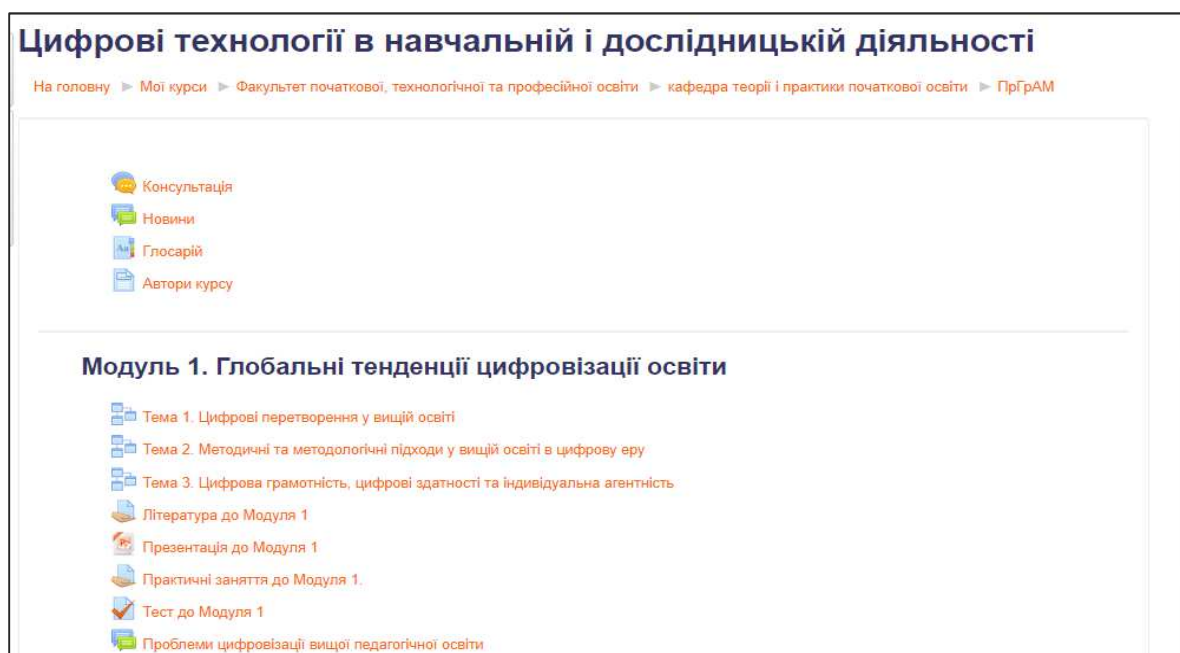 Цифрові технології в навчальній і дослідницькій діяльності
На головну ► Мої курси ► Факультет початкової, технологічної та професійної освіти ► кафедра теорії і практики початкової освіти ► ПрГрАМ
Консультація
Новини
Глосарій
Автори курсу
Модуль 1. Глобальні тенденції цифровізації освіти
Тема 1. Цифрові перетворення у вищій освіті
Тема 2. Методичні та методологічні підходи у вищій освіті в цифрову еру
Тема 3. Цифрова грамотність, цифрові здатності та індивідуальна агентність
Література до Модуля 1
Презентація до Модуля 1
Практичні заняття до Модуля 1.
Тест до Модуля 1
Проблеми цифровізації вищої педагогічної освіти